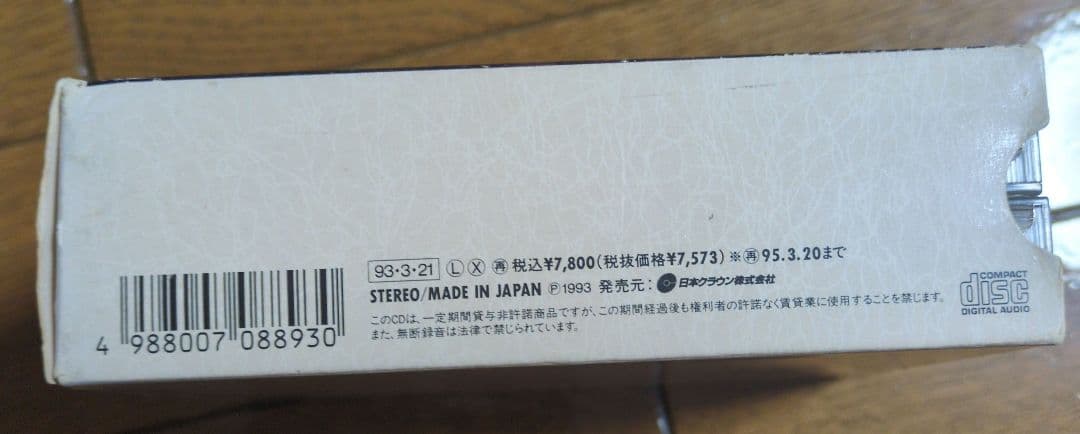 93・3・21 Ⓛ Ⓧ ㊢ 税込¥7,800(税抜価格¥7,573) ※㊢95.3.20まで
STEREO/MADE IN JAPAN Ⓟ1993 発売元: 日本クラウン株式会社
このCDは、一定期間貸与非許諾商品ですが、この期間経過後も権利者の許諾なく賃貸業に使用することを禁じます。
また、無断録音は法律で禁じられています。
4 988007 088930
COMPACT
disc
DIGITAL AUDIO